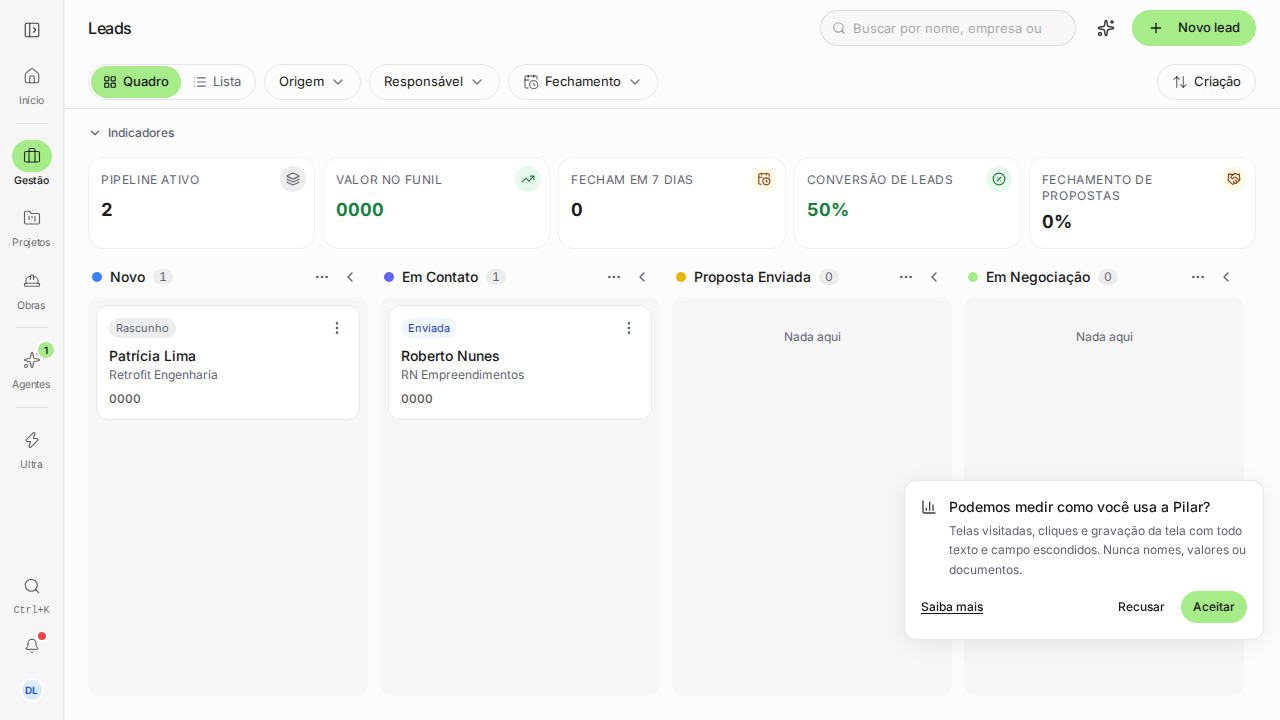 Leads
Buscar por nome, empresa ou
Novo lead
Início
Gestão
Projetos
Obras
1
Agentes
Ultra
Ctrl+K
DL
Quadro
Lista
Origem
Responsável
Fechamento
Criação
Indicadores
PIPELINE ATIVO
2
VALOR NO FUNIL
0000
FECHAM EM 7 DIAS
0
CONVERSÃO DE LEADS
50%
FECHAMENTO DE
PROPOSTAS
0%
Novo 1
Em Contato 1
Proposta Enviada 0
Em Negociação 0
Rascunho
Patrícia Lima
Retrofit Engenharia
0000
Enviada
Roberto Nunes
RN Empreendimentos
0000
Nada aqui
Nada aqui
Podemos medir como você usa a Pilar?
Telas visitadas, cliques e gravação da tela com todo
texto e campo escondidos. Nunca nomes, valores ou
documentos.
Saiba mais
Recusar
Aceitar